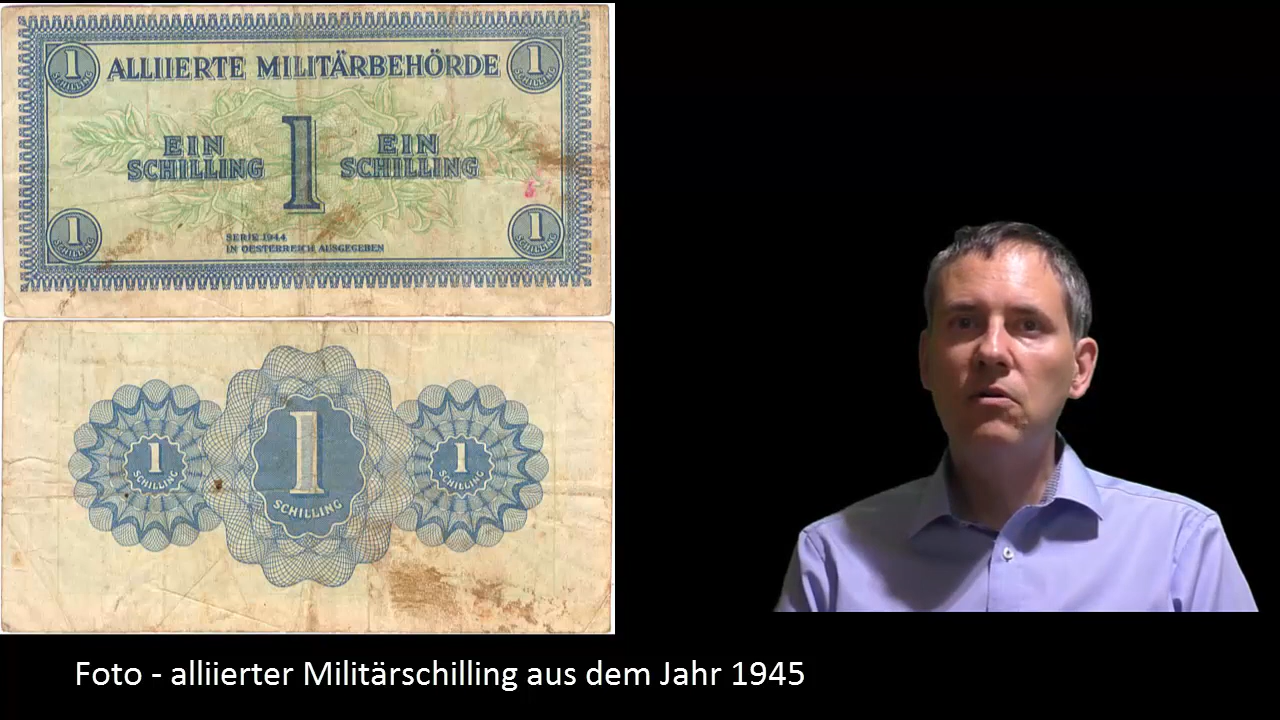 1
SCHILLING
ALLIIERTE MILITÄRBEHÖRDE
1
SCHILLING
EIN
SCHILLING
1
EIN
SCHILLING
1
SCHILLING
SERIE 1944
IN OESTERREICH AUSGEGEBEN
1
SCHILLING
1
SCHILLING
1
SCHILLING
1
SCHILLING
Foto - alliierter Militärschilling aus dem Jahr 1945